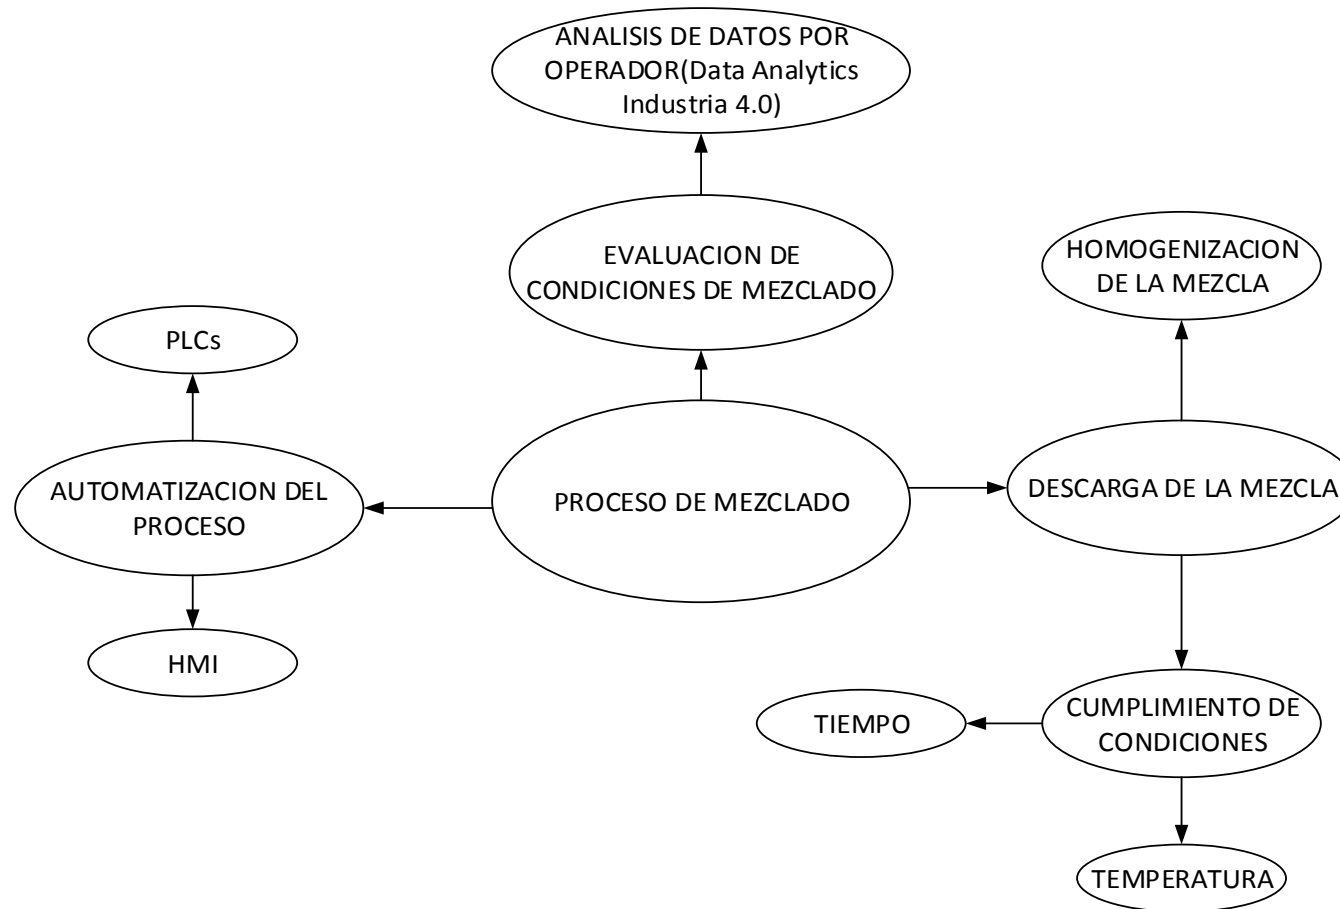 ANALISIS DE DATOS POR
OPERADOR(Data Analytics
Industria 4.0)
EVALUACION DE
CONDICIONES DE MEZCLADO
HOMOGENIZACION
DE LA MEZCLA
PLCs
AUTOMATIZACION DEL
PROCESO
PROCESO DE MEZCLADO
DESCARGA DE LA MEZCLA
HMI
TIEMPO
CUMPLIMIENTO DE
CONDICIONES
TEMPERATURA